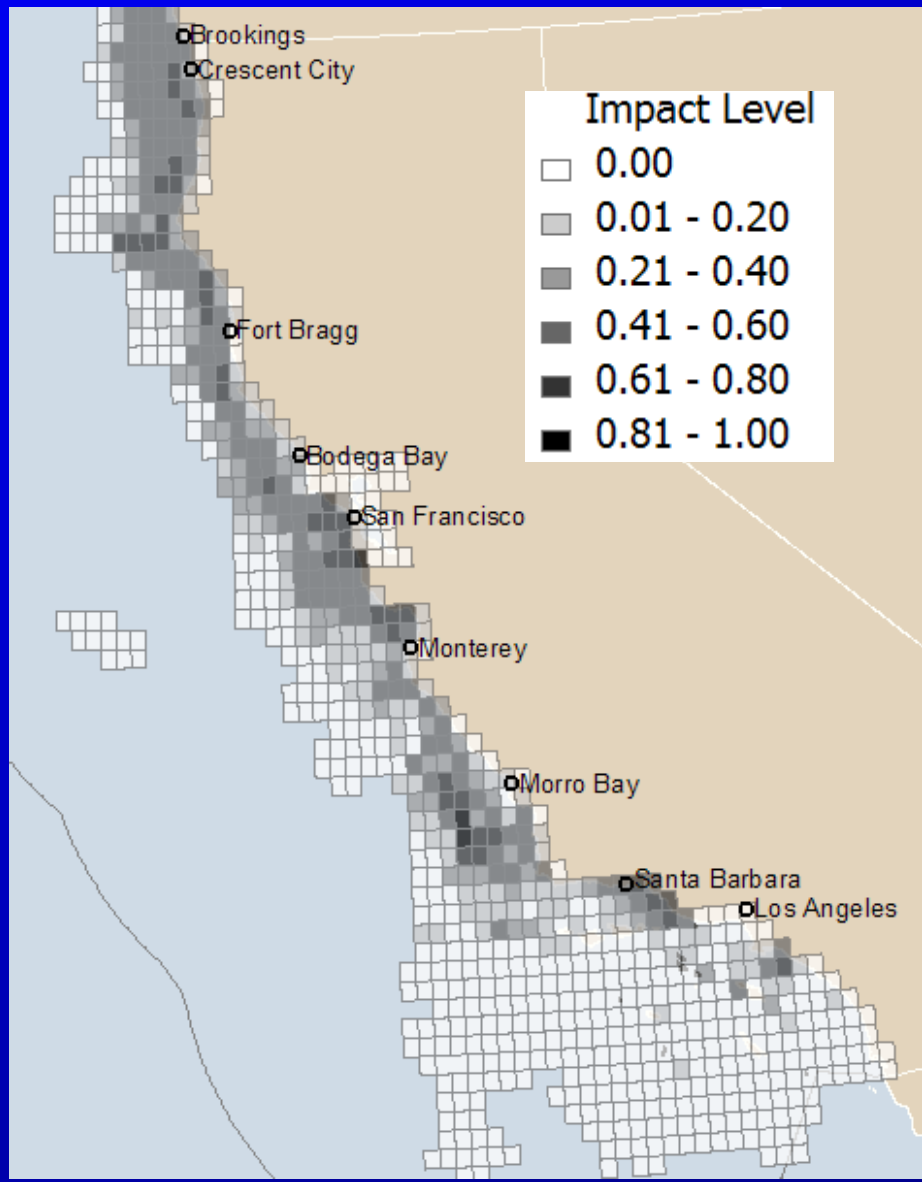 Brookings
Crescent City
Impact Level
0.00
0.01 - 0.20
0.21 - 0.40
0.41 - 0.60
0.61 - 0.80
0.81 - 1.00
Fort Bragg
Bodega Bay
San Francisco
Monterey
Morro Bay
Santa Barbara
Los Angeles